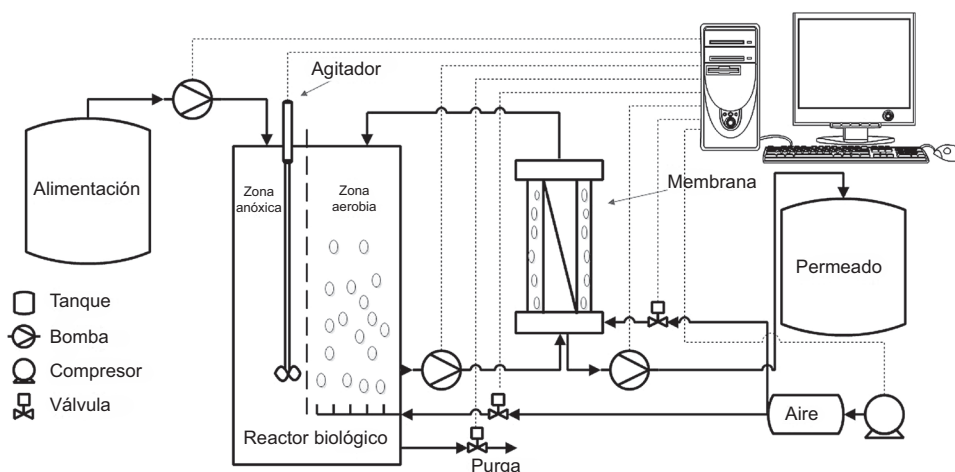 Agitador
Alimentación
Zona
anóxica
Zona
aerobia
Membrana
Permeado
Tanque
Bomba
Compresor
Válvula
Reactor biológico
Purga
Aire